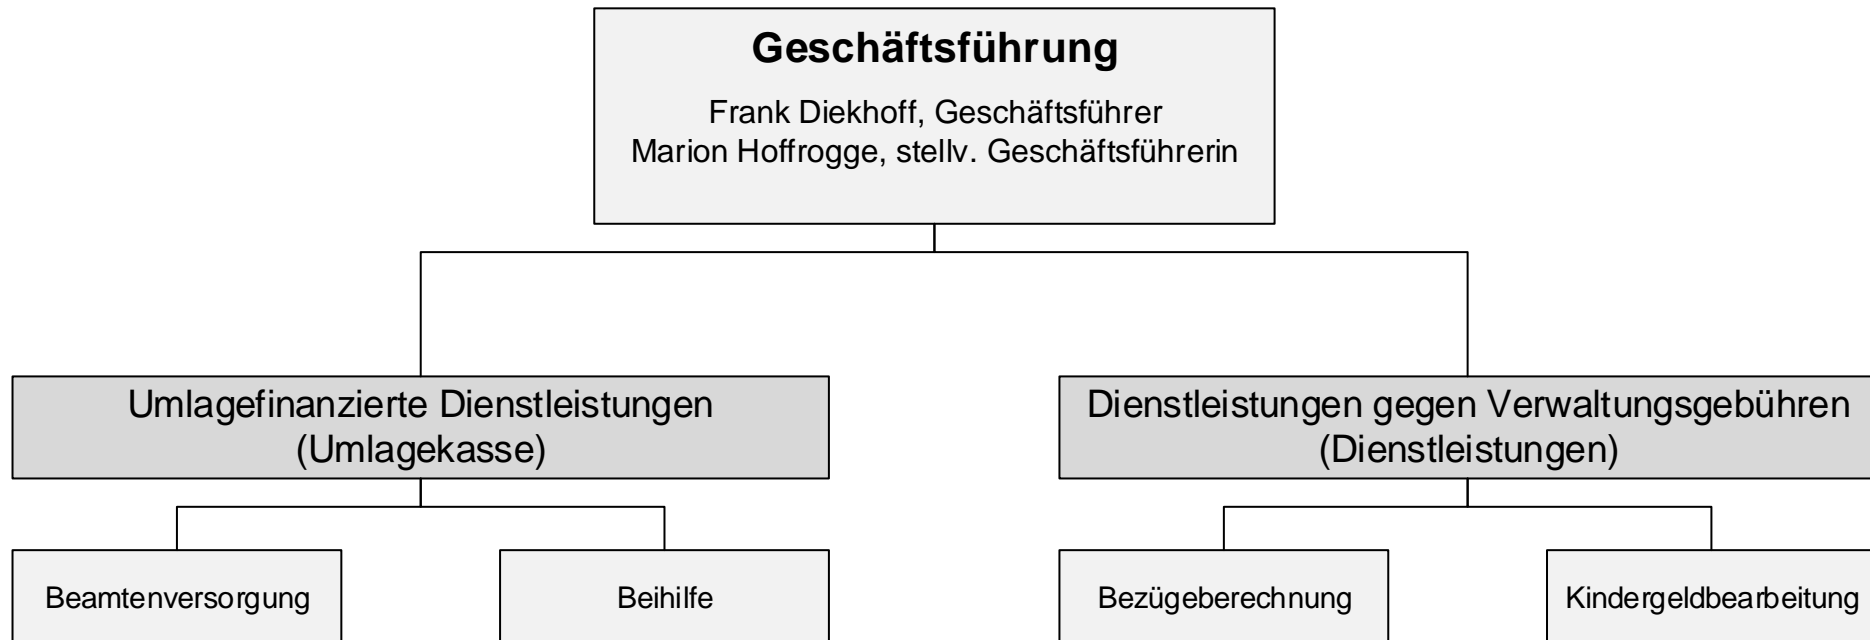 Geschäftsführung
Frank Diekhoff, Geschäftsführer
Marion Hoffrogge, stellv. Geschäftsführerin
Umlagefinanzierte Dienstleistungen
(Umlagekasse)
Dienstleistungen gegen Verwaltungsgebühren
(Dienstleistungen)
Beamtenversorgung
Beihilfe
Bezügeberechnung
Kindergeldbearbeitung